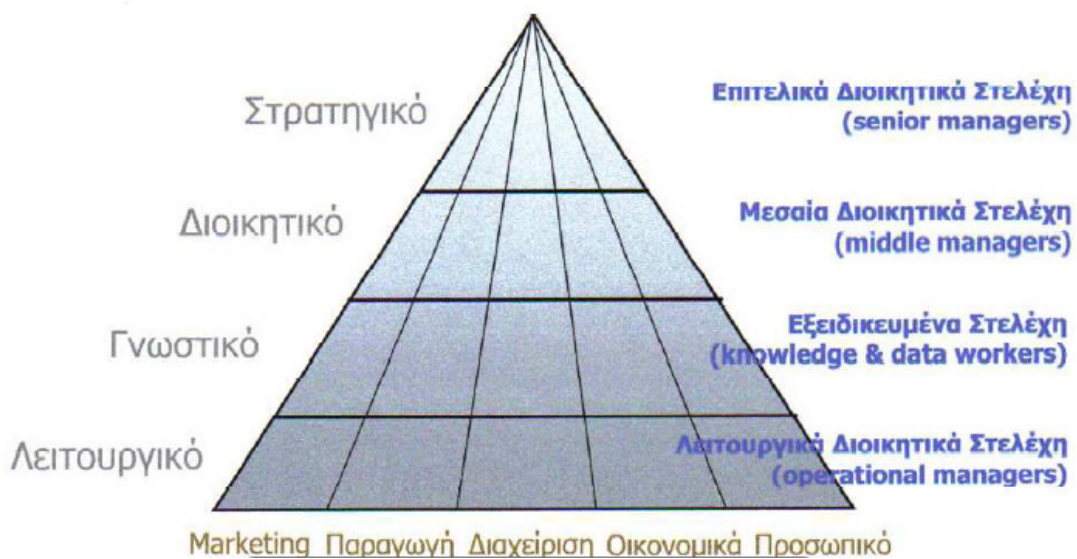 Στρατηγικό
Επιτελικά Διοικητικά Στελέχη
(senior managers)
Διοικητικό
Μεσαία Διοικητικά Στελέχη
(middle managers)
Γνωστικό
Εξειδικευμένα Στελέχη
(knowledge & data workers)
Λειτουργικό
Λειτουργικά Διοικητικά Στελέχη
(operational managers)
Marketing Παραγωγή Διαχείριση Οικονομικά Προσωπικό